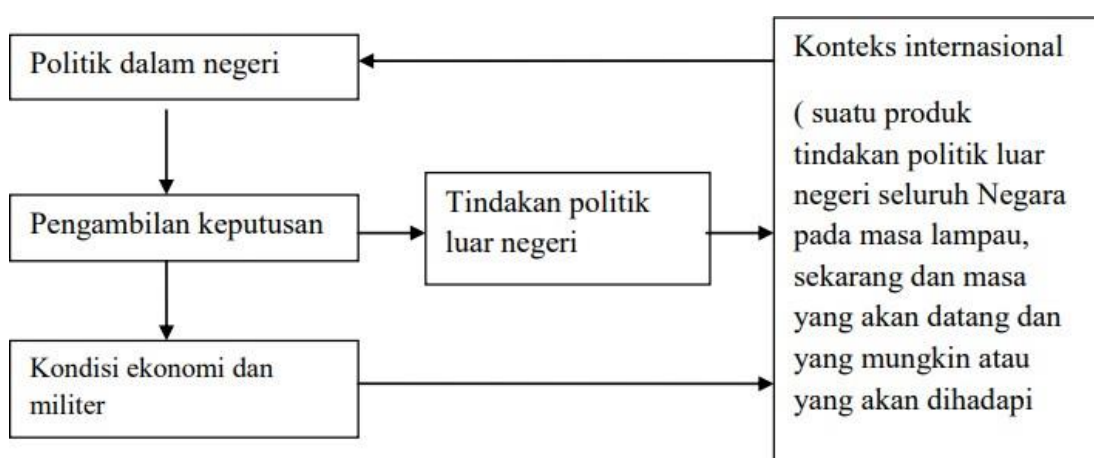 Politik dalam negeri
Pengambilan keputusan
Kondisi ekonomi dan
militer
Tindakan politik
luar negeri
Konteks internasional
( suatu produk
tindakan politik luar
negeri seluruh Negara
pada masa lampau,
sekarang dan masa
yang akan datang dan
yang mungkin atau
yang akan dihadapi